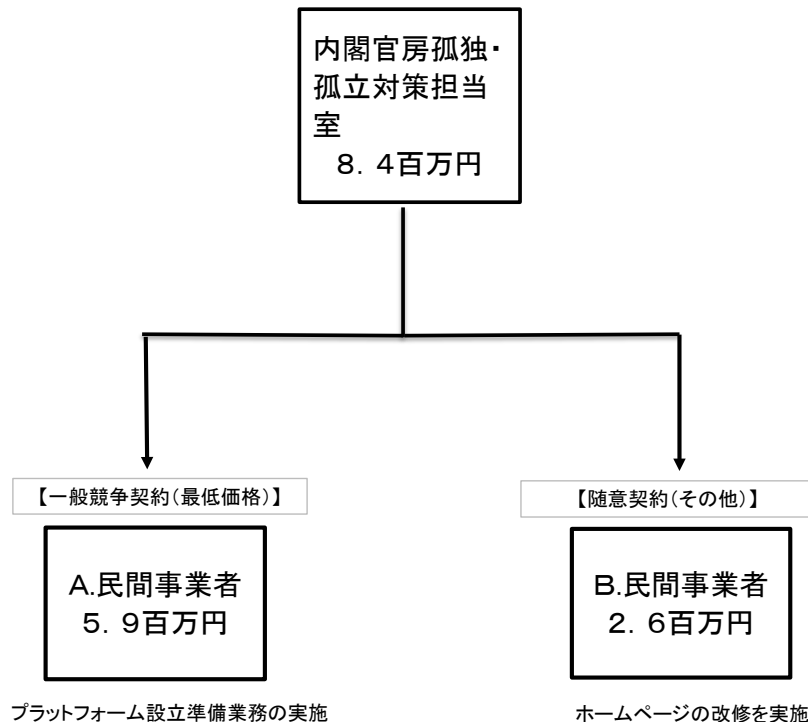 内閣官房孤独・
孤立対策担当
室
８．４百万円
【一般競争契約（最低価格）】
【随意契約（その他）】
A.民間事業者
５．９百万円
B.民間事業者
２．６百万円
プラットフォーム設立準備業務の実施
ホームページの改修を実施